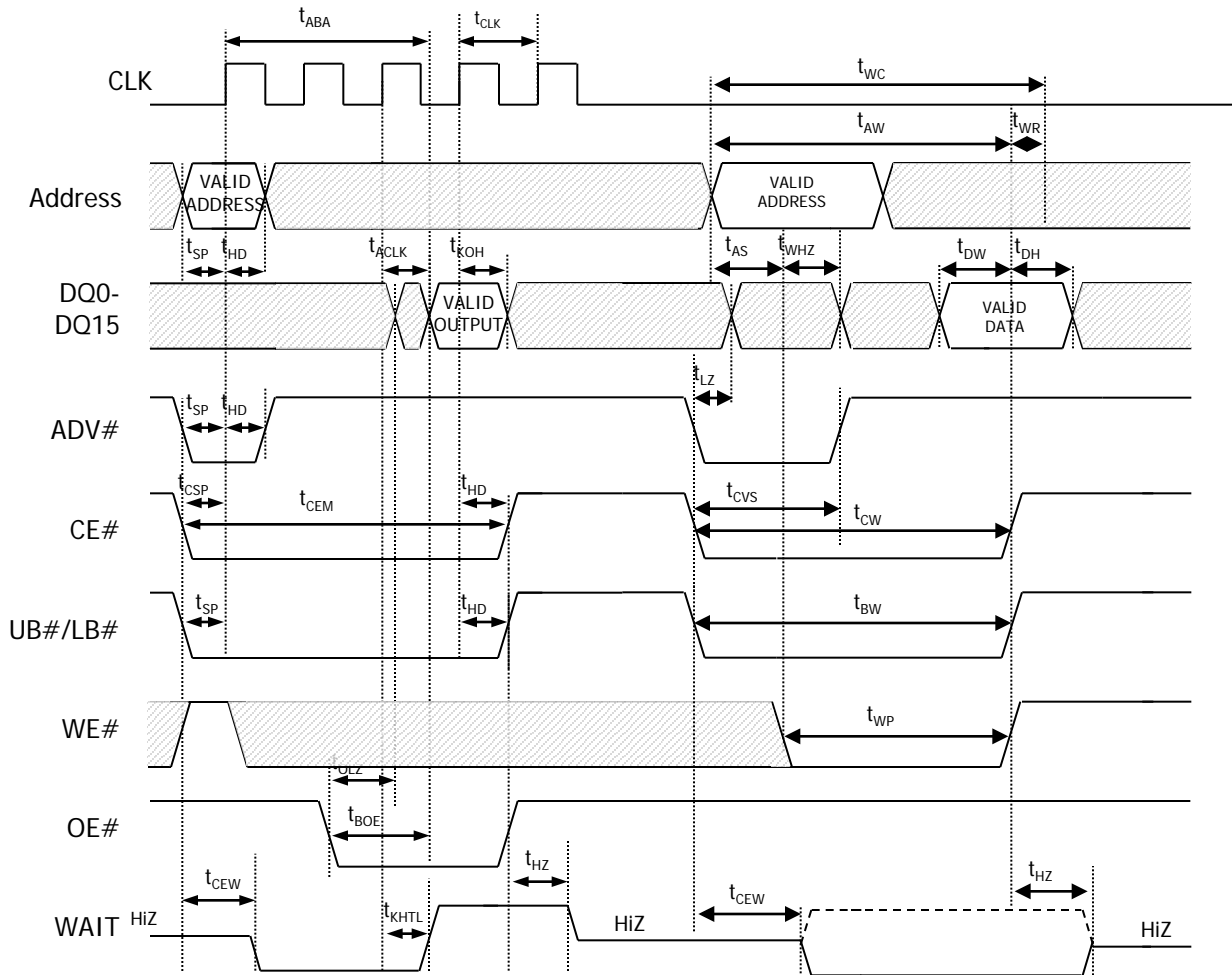 tABA
tCLK
CLK
tWC
tAW
tWR
Address
VALID
ADDRESS
VALID
ADDRESS
tSP
tHD
tACLK
tKOH
tAS
tWHZ
tDW
tDH
DQ0-
DQ15
VALID
OUTPUT
VALID
DATA
tLZ
ADV#
tSP
tHD
tCSP
tCEM
tHD
tCVS
tCW
CE#
UB#/LB#
tSP
tHD
tBW
WE#
tWP
tOLZ
OE#
tBOE
tHZ
tHZ
tCEW
tKHTL
tCEW
WAIT
HiZ
HiZ
HiZ